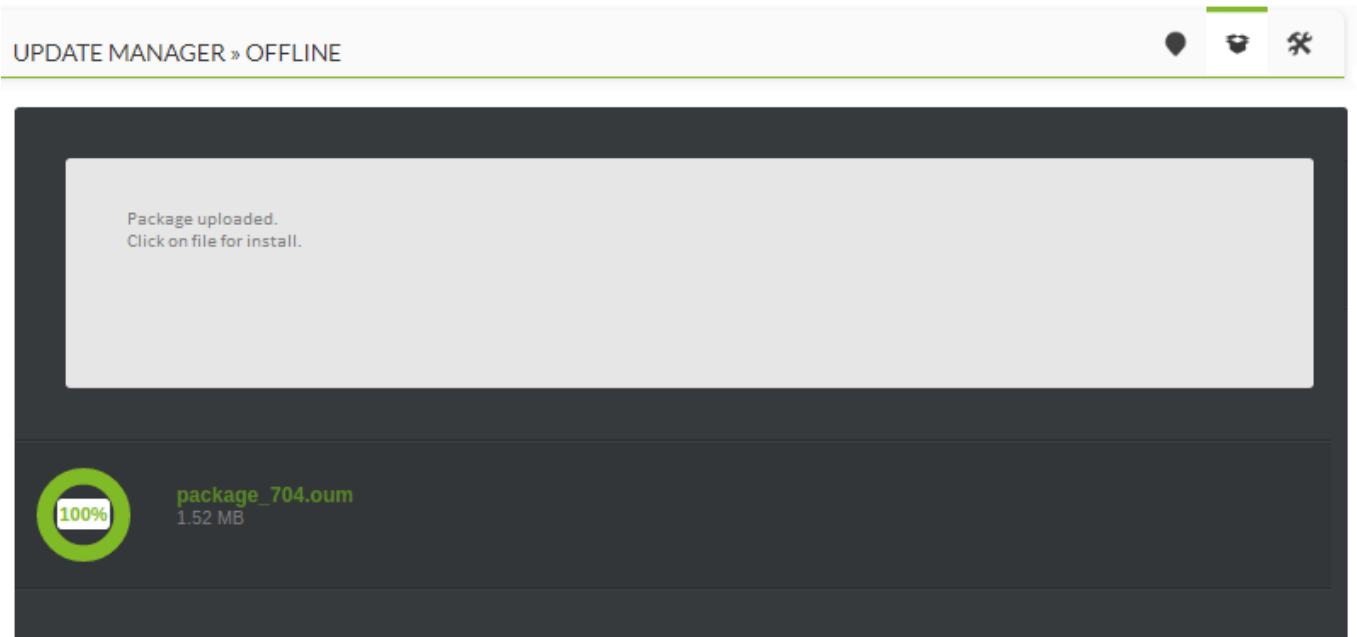 UPDATE MANAGER » OFFLINE
Package uploaded.
Click on file for install.
100%
package_704.oum
1.52 MB